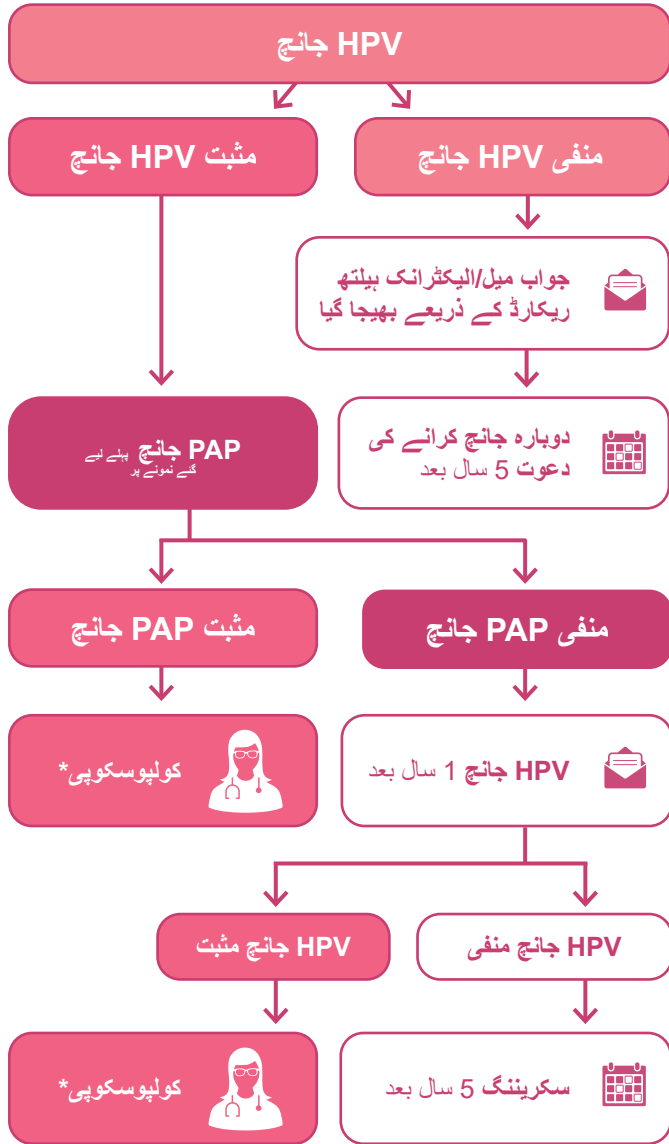 HPV جانچ
منفی HPV جانچ
مثبت HPV جانچ
جواب میل/الیکٹرانک ہیلتھ
ریکارڈ کے ذریعے بھیجا گیا
دوبارہ جانچ کرانے کی
دعوت 5 سال بعد
PAP جانچ پہلے لیے
گئے نمونے پر
منفی PAP جانچ
مثبت PAP جانچ
HPV جانچ 1 سال بعد
کولپوسکوپی*
HPV جانچ منفی
HPV جانچ مثبت
سکریننگ 5 سال بعد
کولپوسکوپی*